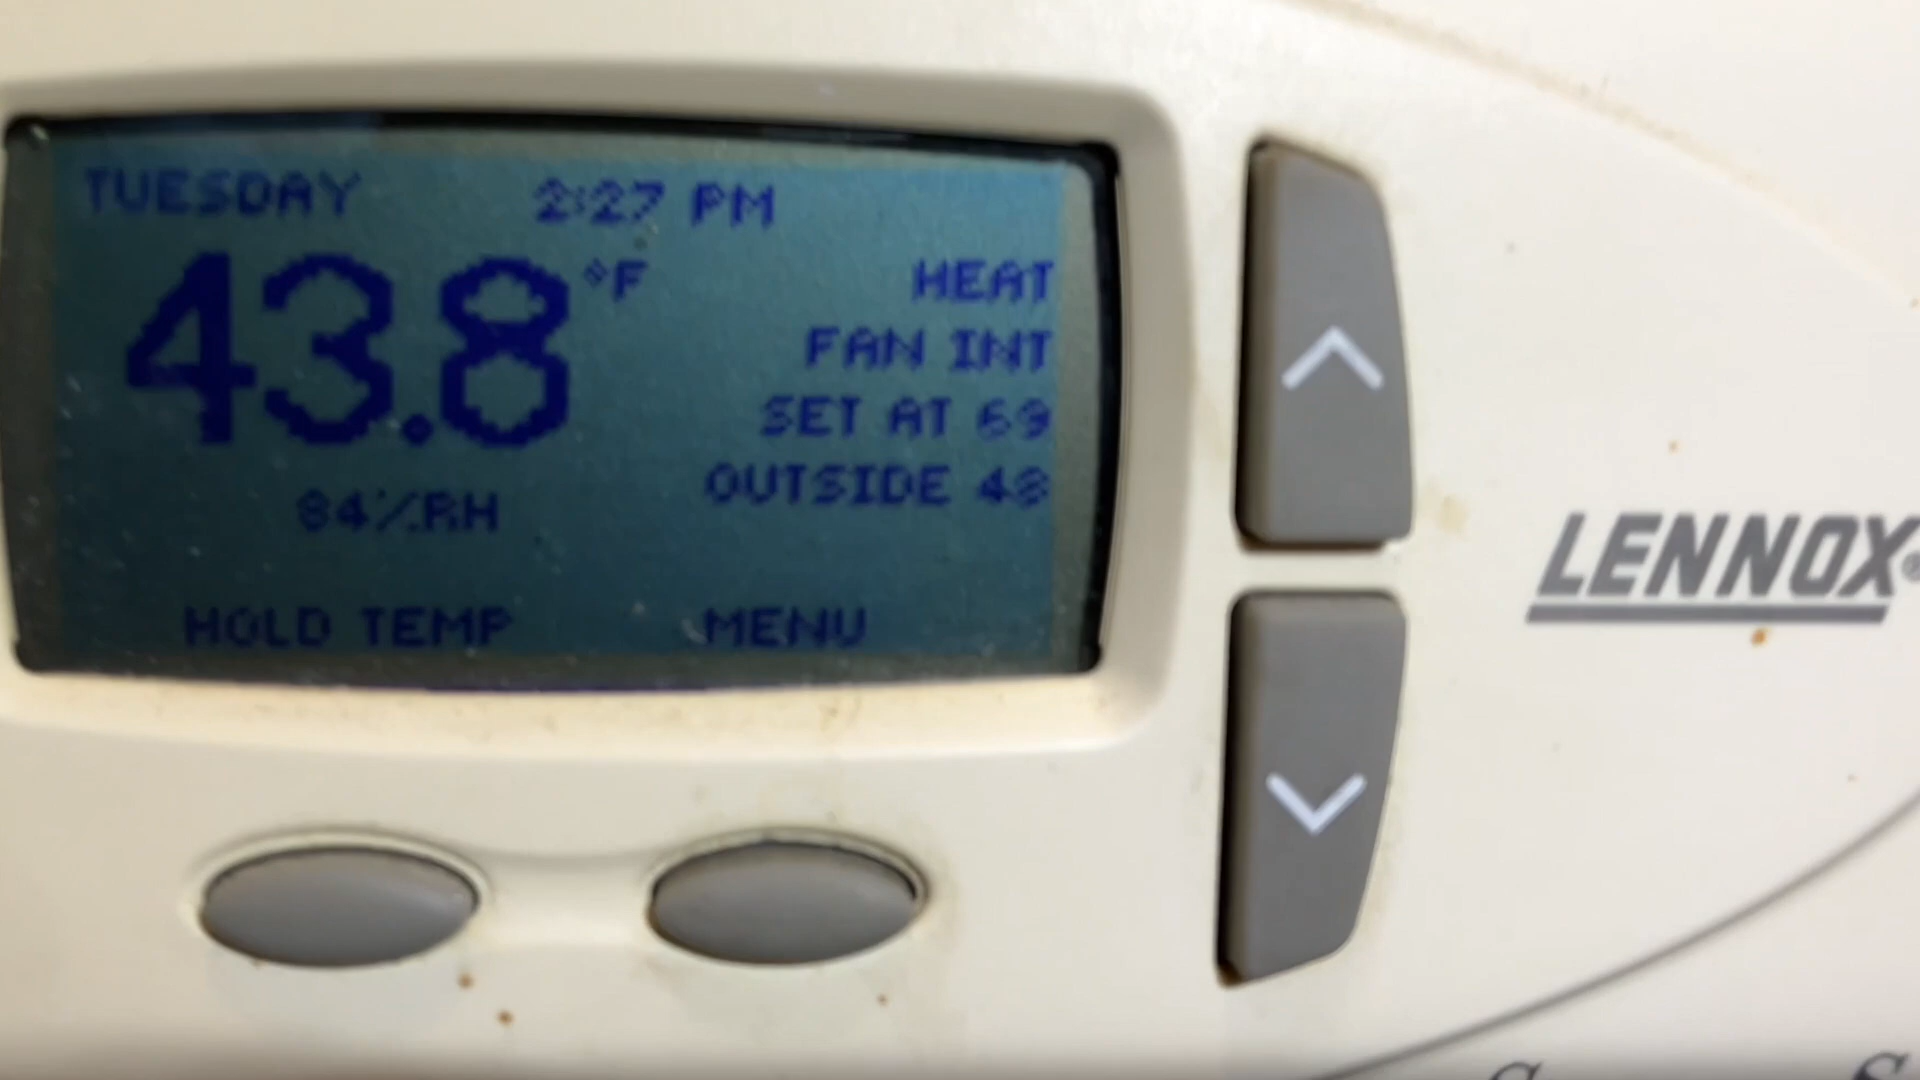 TUESDAY 2:27 PM
43.8 °F
HEAT
FAN INT
SET AT 69
OUTSIDE 48
84%RH
HOLD TEMP MENU
LENNOX®